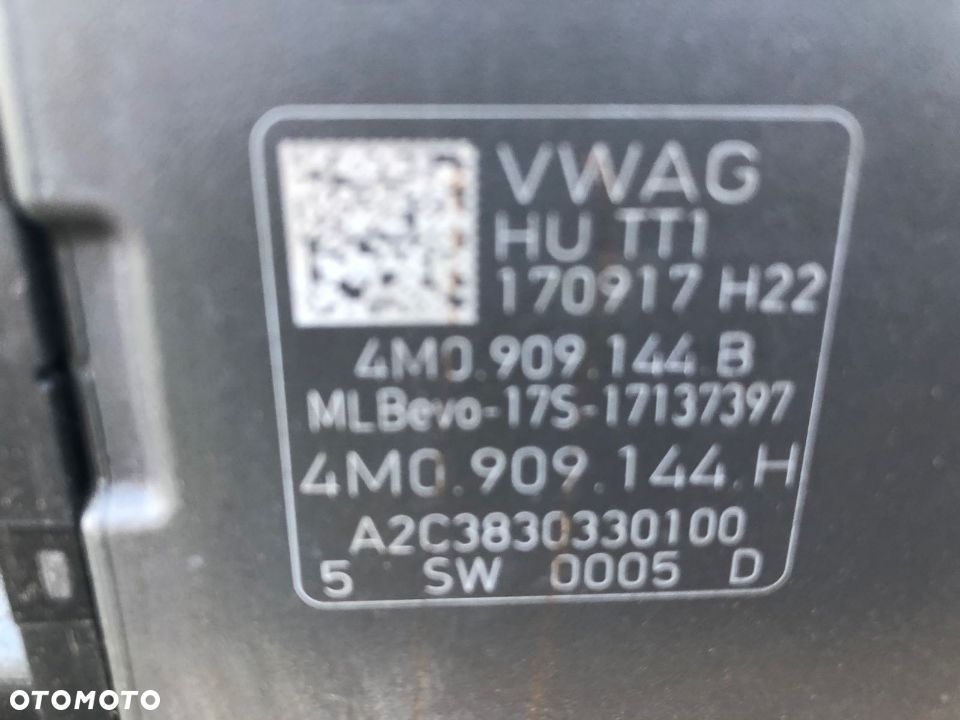 VWAG
HU TT1
170917 H22
4M0.909.144.B
MLBevo-17S-17137397
4M0.909.144.H
A2C3830330100
5 SW 0005 D
OTOMOTO